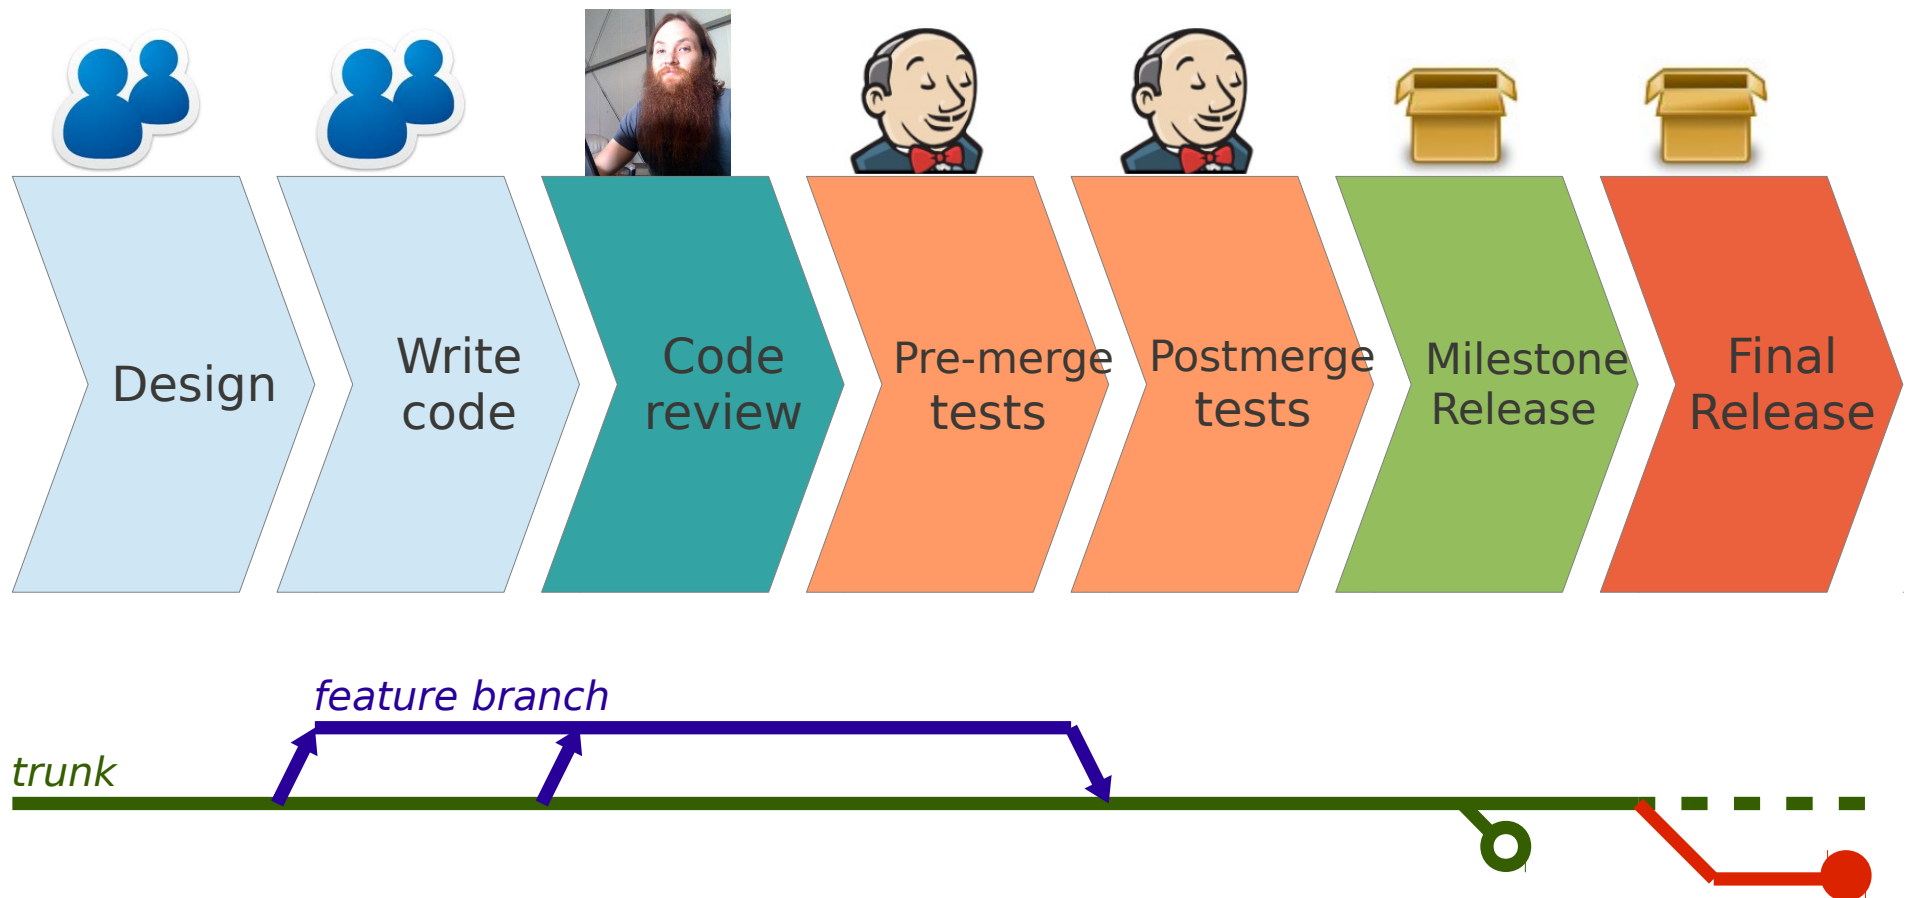 Design
Write
code
Code
review
Pre-merge
tests
Postmerge
tests
Milestone
Release
Final
Release
feature branch
trunk